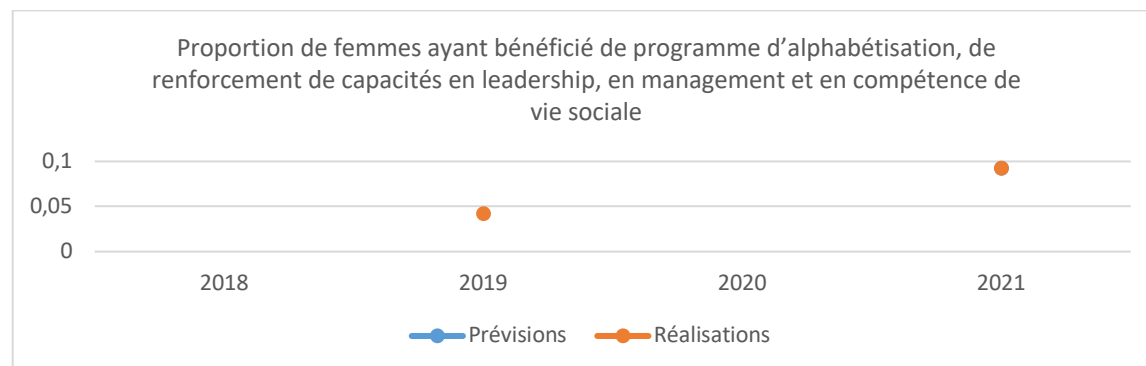 Proportion de femmes ayant bénéficié de programme d’alphabétisation, de
renforcement de capacités en leadership, en management et en compétence de
vie sociale
0,1
0,05
0
2018 2019 2020 2021
Prévisions Réalisations